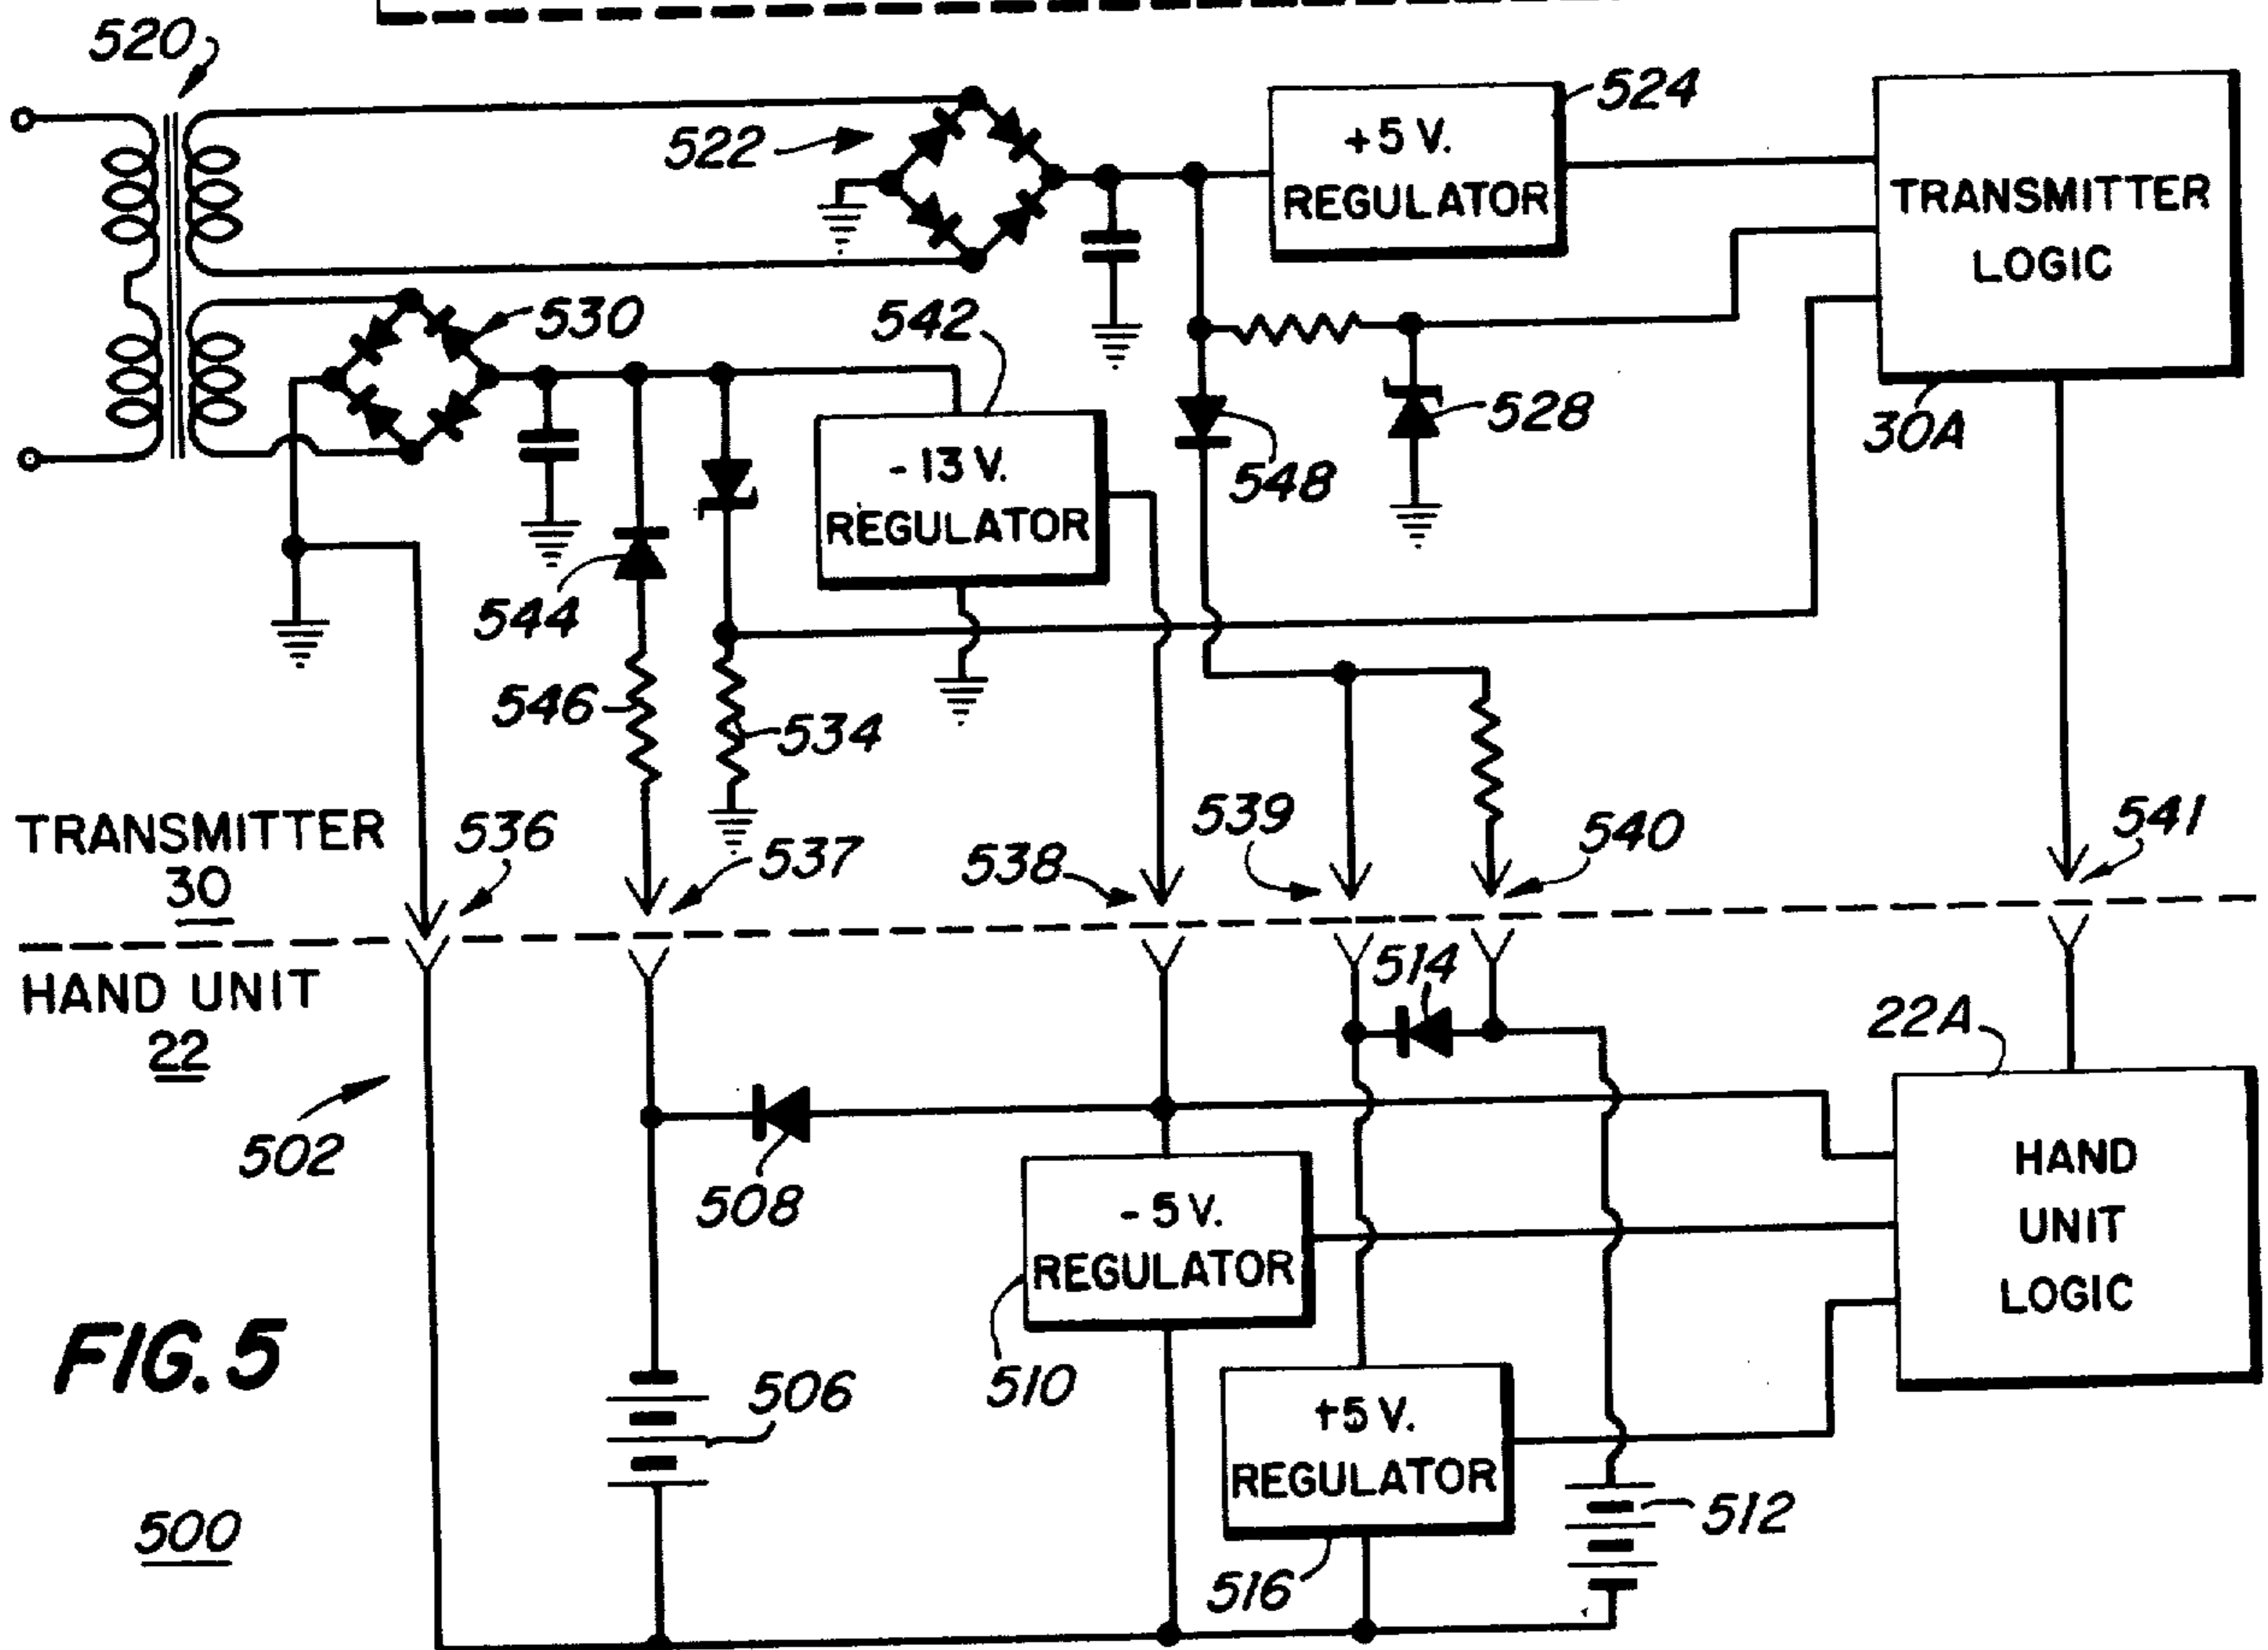 520
522
+5 V.
REGULATOR
524
TRANSMITTER
LOGIC
30A
530
542
-13 V.
REGULATOR
548
528
544
546
534
TRANSMITTER
30
536
537
538
539
540
541
HAND UNIT
22
502
514
22A
508
-5 V.
REGULATOR
510
HAND
UNIT
LOGIC
FIG. 5
506
+5 V.
REGULATOR
516
512
500